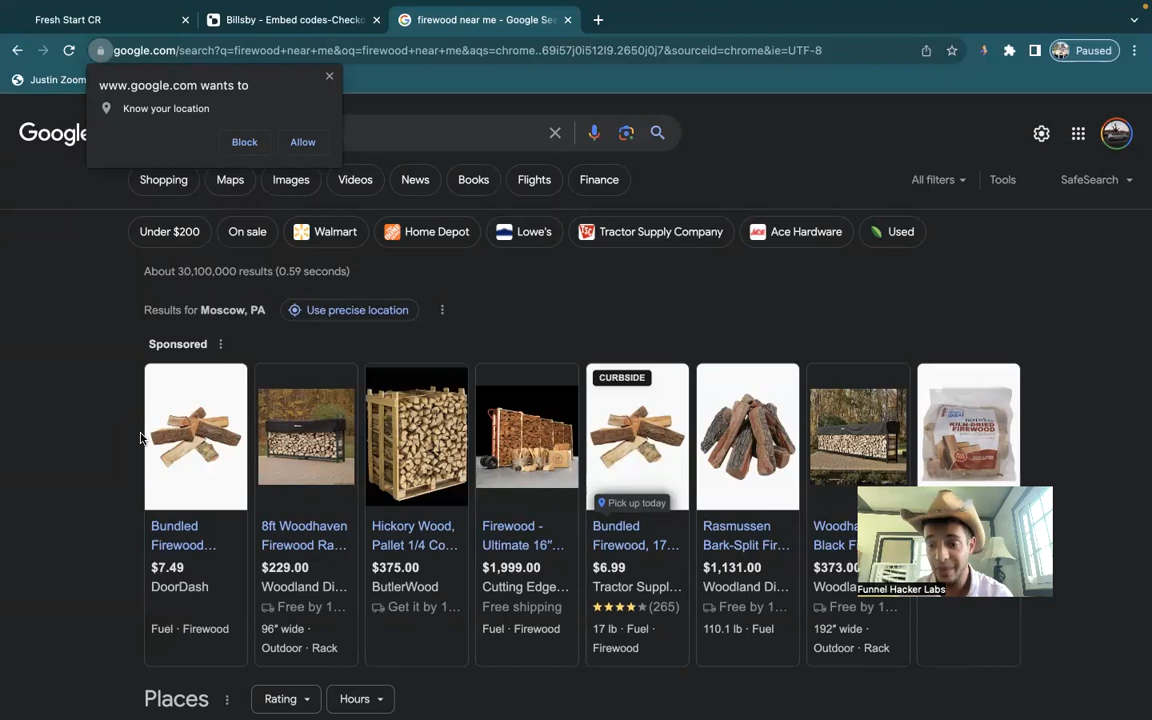 Fresh Start CR
Billsby - Embed codes-Checko
firewood near me - Google Sea
google.com/search?q=firewood+near+me&oq=firewood+near+me&aqs=chrome..69i57j0i512l9.2650j0j7&sourceid=chrome&ie=UTF-8
Paused
Justin Zoom
www.google.com wants to
Know your location
Block
Allow
Google
Shopping
Maps
Images
Videos
News
Books
Flights
Finance
All filters
Tools
SafeSearch
Under $200
On sale
Walmart
Home Depot
Lowe's
Tractor Supply Company
Ace Hardware
Used
About 30,100,000 results (0.59 seconds)
Results for Moscow, PA
Use precise location
Sponsored
CURBSIDE
Pick up today
Bundled
Firewood...
$7.49
DoorDash
Fuel · Firewood
8ft Woodhaven
Firewood Ra...
$229.00
Woodland Di...
Free by 1...
96" wide ·
Outdoor · Rack
Hickory Wood,
Pallet 1/4 Co...
$375.00
ButlerWood
Get it by 1...
Firewood -
Ultimate 16"...
$1,999.00
Cutting Edge...
Free shipping
Fuel · Firewood
Bundled
Firewood, 17...
$6.99
Tractor Suppl...
(265)
17 lb · Fuel ·
Firewood
Rasmussen
Bark-Split Fir...
$1,131.00
Woodland Di...
Free by 1...
110.1 lb · Fuel
Woodha
Black F
$373.00
Woodla
Free by 1...
192" wide ·
Outdoor · Rack
KILN-DRIED
FIREWOOD
Funnel Hacker Labs
Places
Rating
Hours